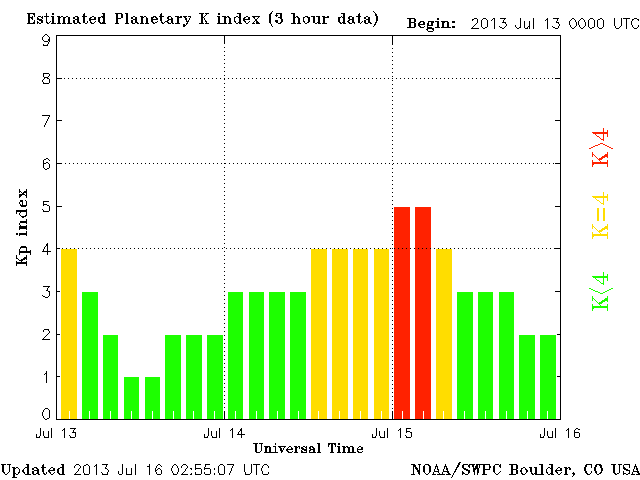 Estimated Planetary K index (3 hour data) Begin: 2013 Jul 13 0000 UTC
9
8
7
6
5
4
3
2
1
0
Kp index
Jul 13 Jul 14 Jul 15 Jul 16
Universal Time
K<4 K=4 K>4
Updated 2013 Jul 16 02:55:07 UTC NOAA/SWPC Boulder, CO USA